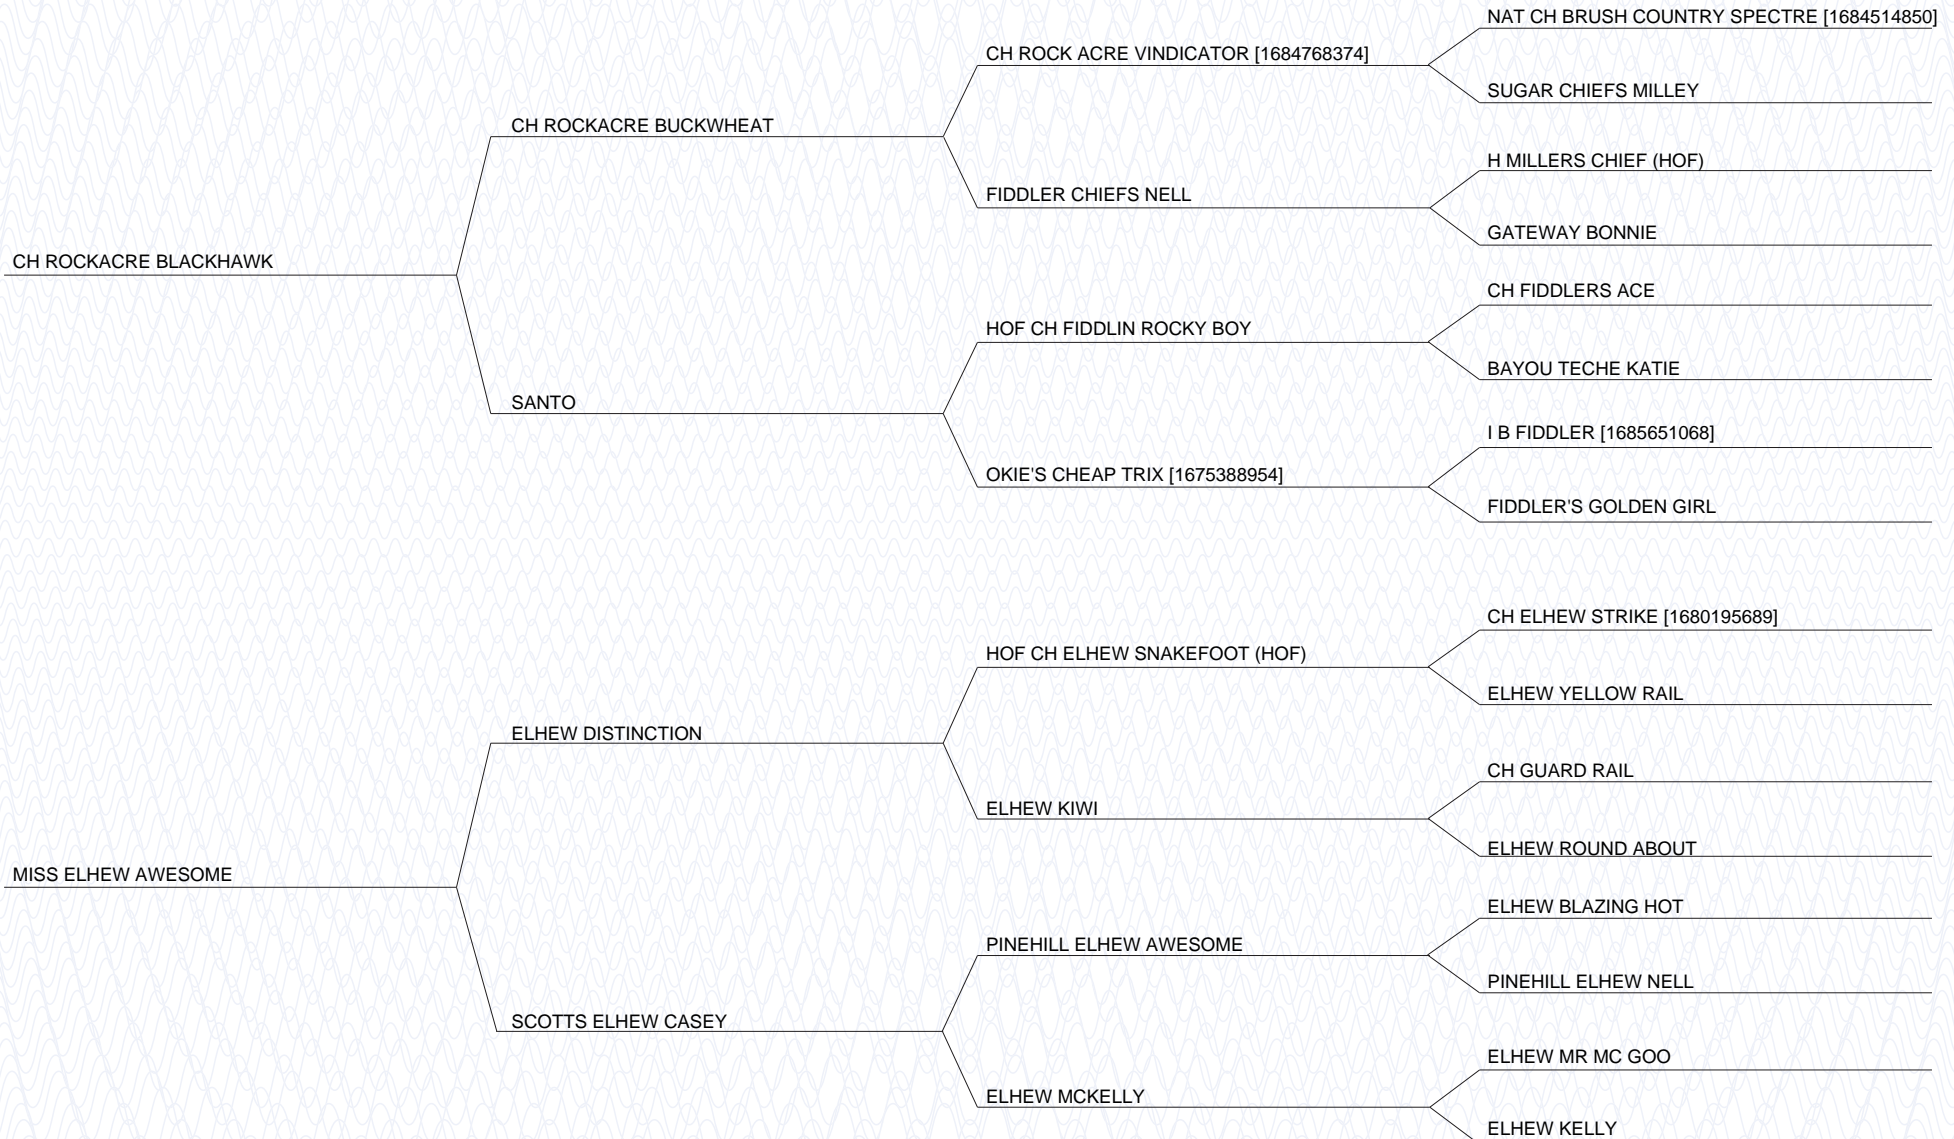 NAT CH BRUSH COUNTRY SPECTRE [1684514850]
CH ROCK ACRE VINDICATOR [1684768374]
SUGAR CHIEFS MILLEY
CH ROCKACRE BUCKWHEAT
H MILLERS CHIEF (HOF)
FIDDLER CHIEFS NELL
GATEWAY BONNIE
CH ROCKACRE BLACKHAWK
CH FIDDLERS ACE
HOF CH FIDDLIN ROCKY BOY
BAYOU TECHE KATIE
SANTO
I B FIDDLER [1685651068]
OKIE'S CHEAP TRIX [1675388954]
FIDDLER'S GOLDEN GIRL
CH ELHEW STRIKE [1680195689]
HOF CH ELHEW SNAKEFOOT (HOF)
ELHEW YELLOW RAIL
ELHEW DISTINCTION
CH GUARD RAIL
ELHEW KIWI
ELHEW ROUND ABOUT
MISS ELHEW AWESOME
ELHEW BLAZING HOT
PINEHILL ELHEW AWESOME
PINEHILL ELHEW NELL
SCOTTS ELHEW CASEY
ELHEW MR MC GOO
ELHEW MCKELLY
ELHEW KELLY